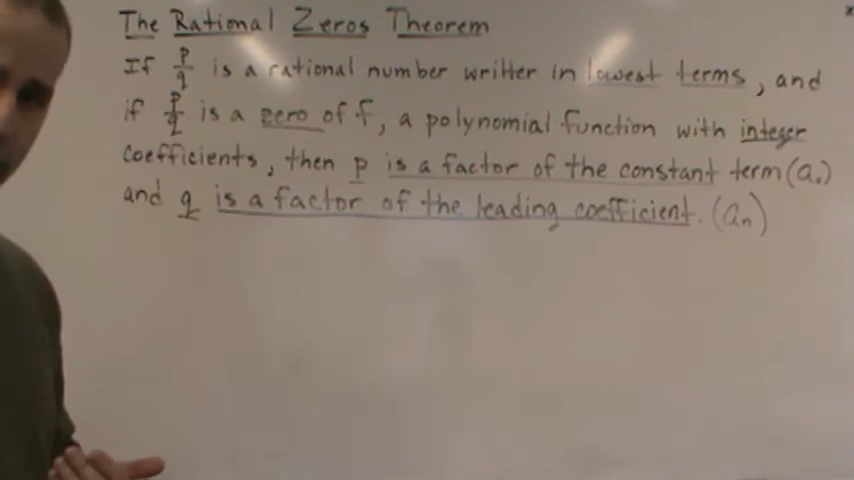 The Rational Zeros Theorem
If p/q is a rational number written in lowest terms, and
if p/q is a zero of f, a polynomial function with integer
coefficients, then p is a factor of the constant term (a₀)
and q is a factor of the leading coefficient. (aₙ)